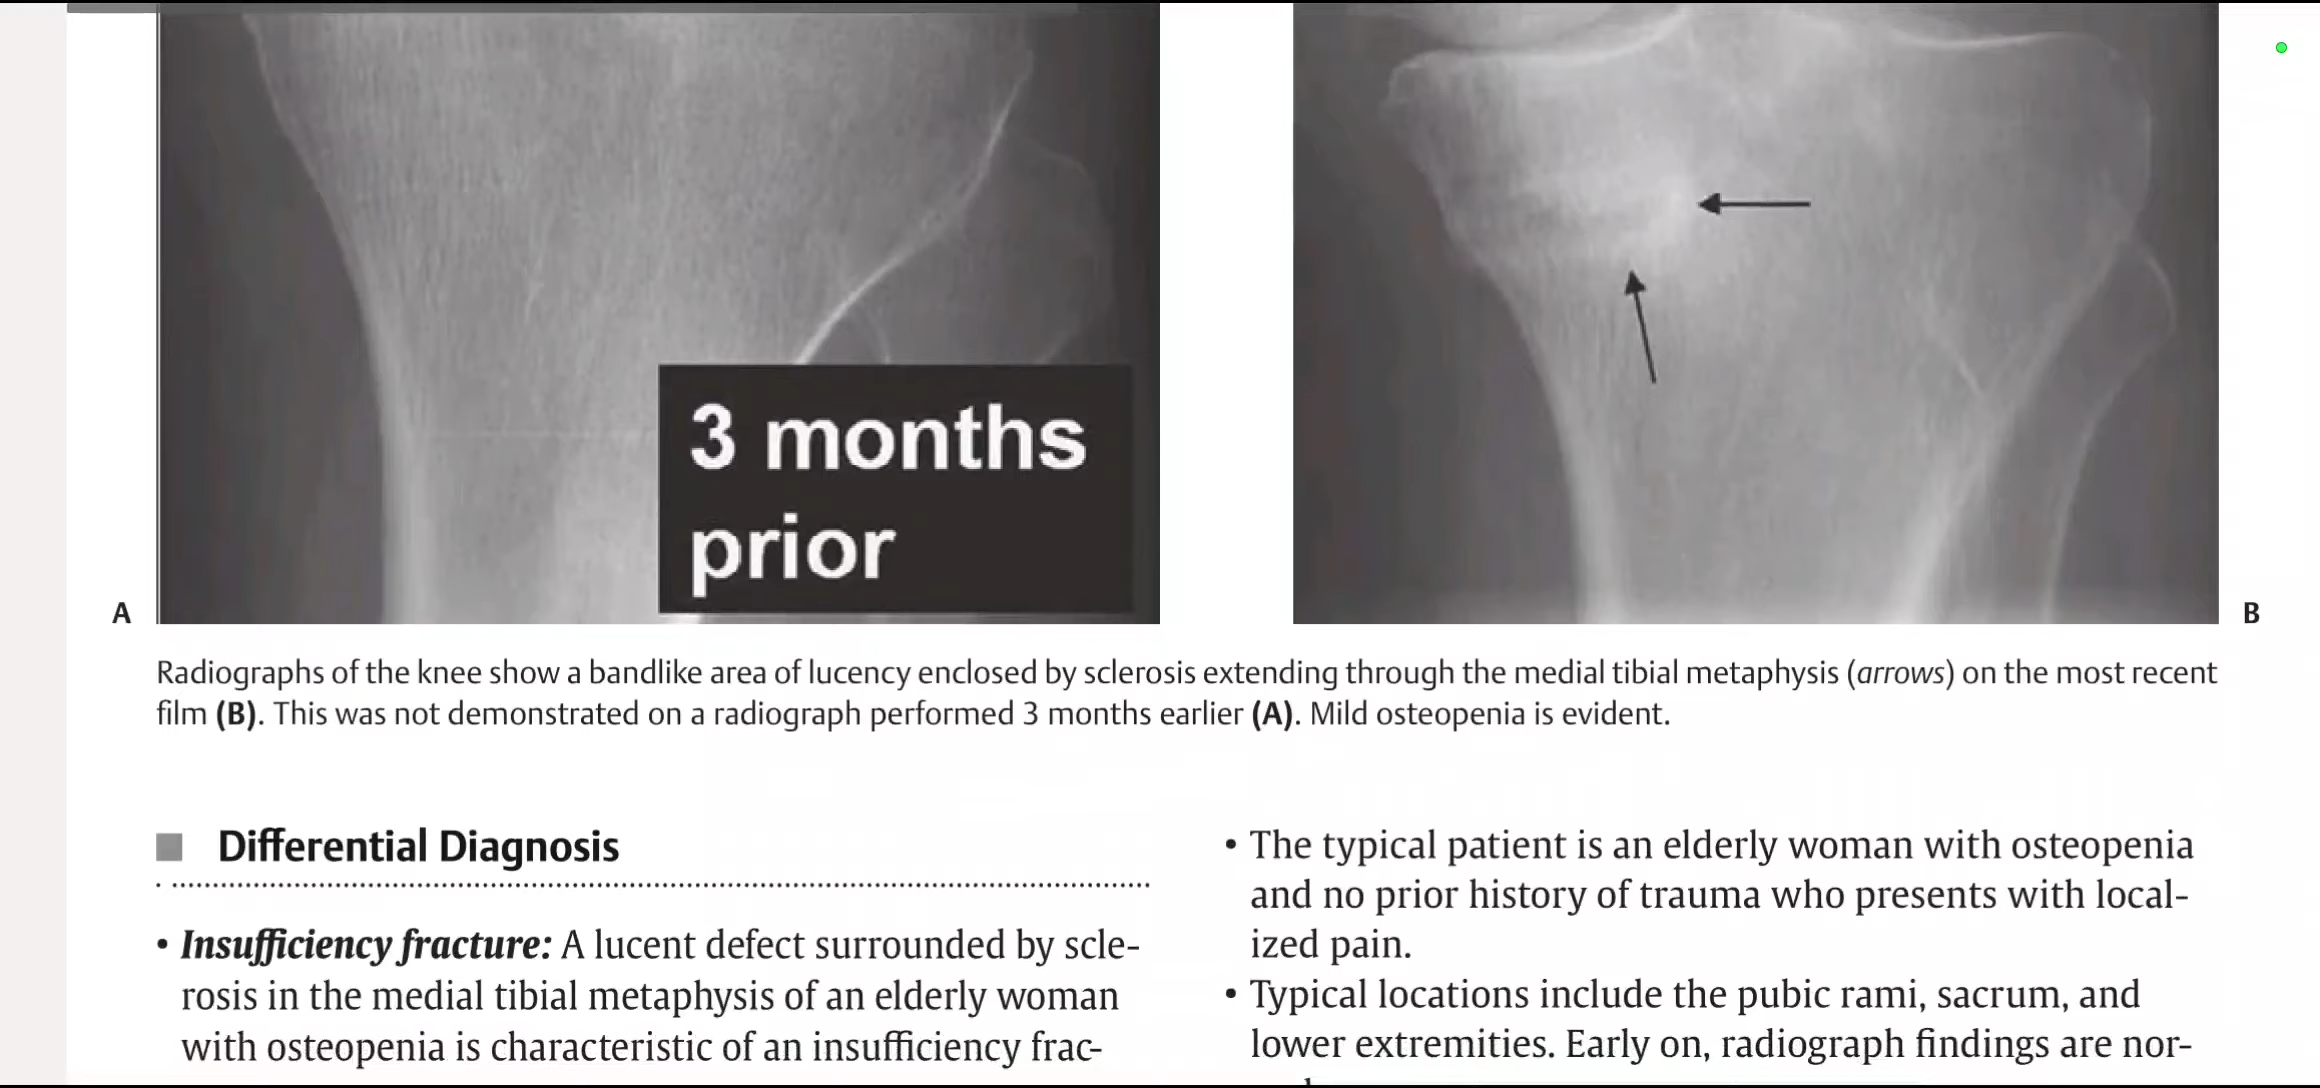 3 months
prior
A
B
Radiographs of the knee show a bandlike area of lucency enclosed by sclerosis extending through the medial tibial metaphysis (arrows) on the most recent
film (B). This was not demonstrated on a radiograph performed 3 months earlier (A). Mild osteopenia is evident.
Differential Diagnosis
• Insufficiency fracture: A lucent defect surrounded by scle-
rosis in the medial tibial metaphysis of an elderly woman
with osteopenia is characteristic of an insufficiency frac-
• The typical patient is an elderly woman with osteopenia
and no prior history of trauma who presents with local-
ized pain.
• Typical locations include the pubic rami, sacrum, and
lower extremities. Early on, radiograph findings are nor-